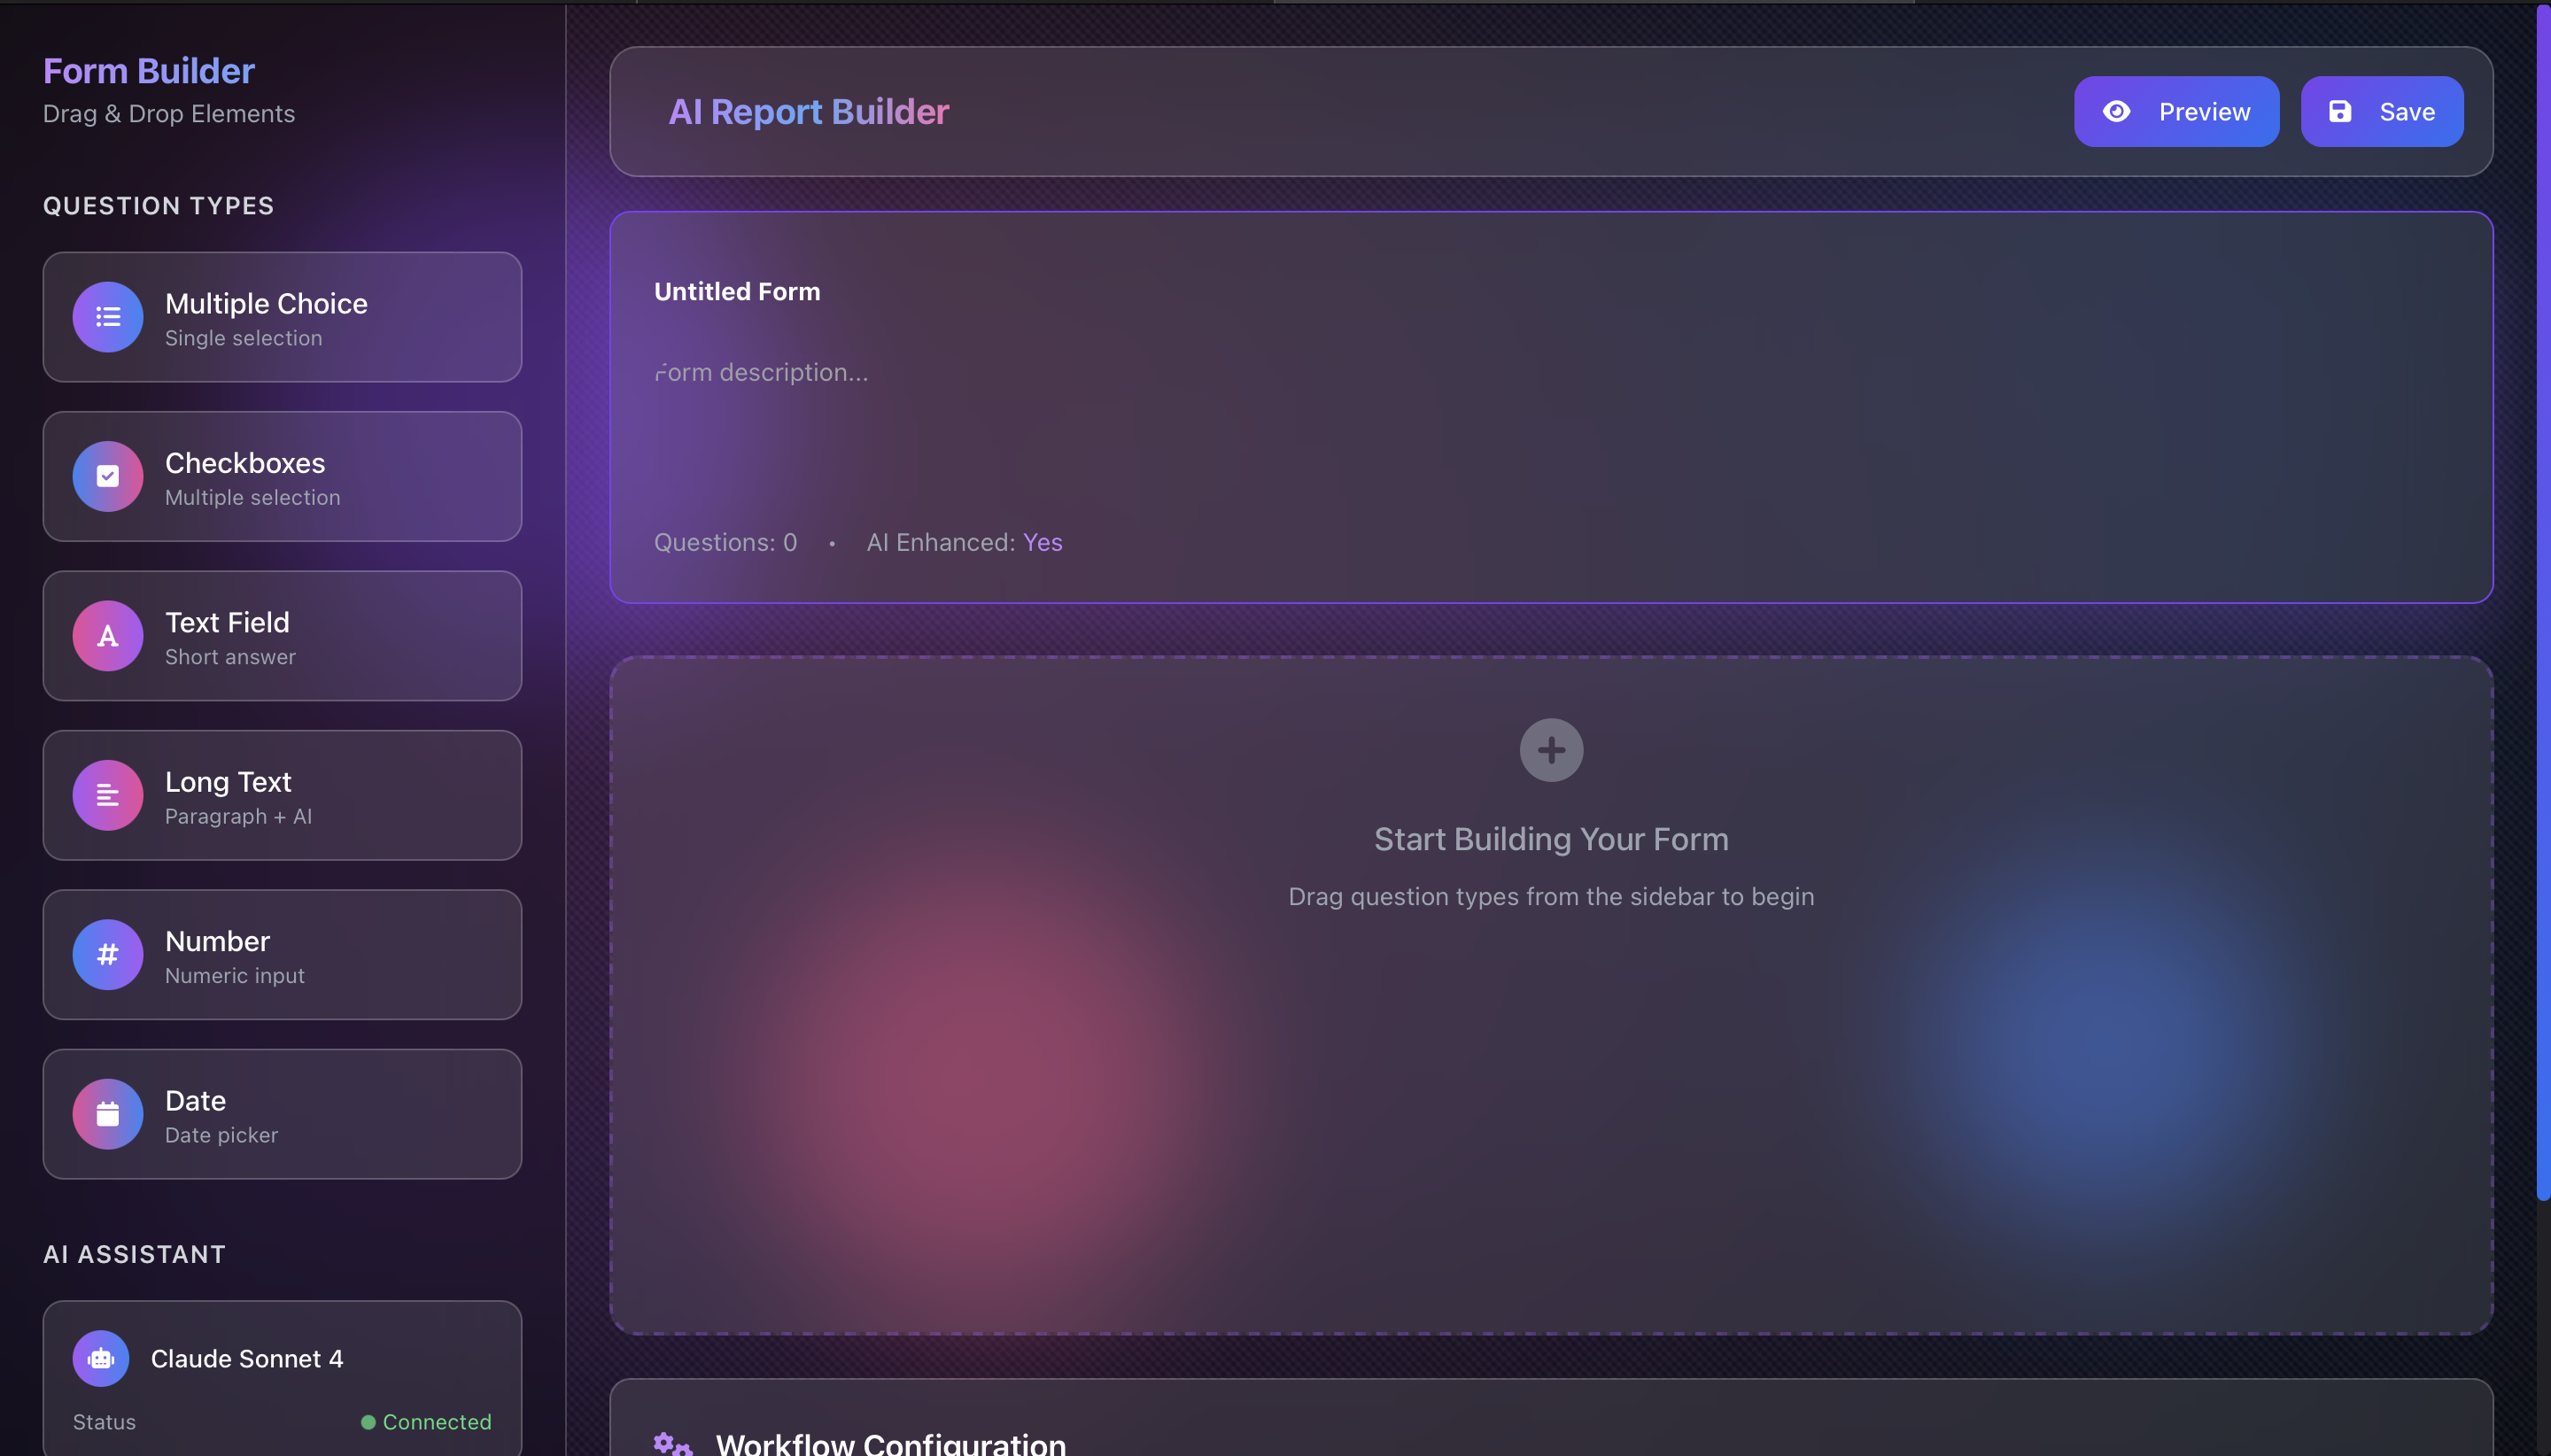 Form Builder
Drag & Drop Elements
QUESTION TYPES
Multiple Choice
Single selection
Checkboxes
Multiple selection
Text Field
Short answer
Long Text
Paragraph + AI
Number
Numeric input
Date
Date picker
AI ASSISTANT
Claude Sonnet 4
Status Connected
AI Report Builder
Preview Save
Untitled Form
Form description...
Questions: 0 • AI Enhanced: Yes
Start Building Your Form
Drag question types from the sidebar to begin
Workflow Configuration